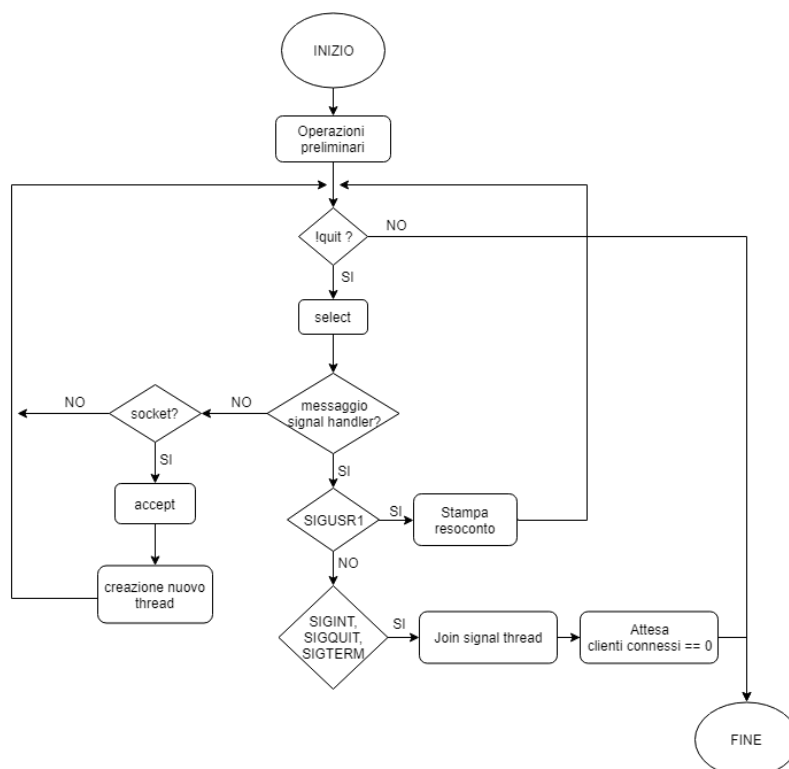 INIZIO
Operazioni
preliminari
!quit ?
NO
SI
select
messaggio
signal handler?
NO
socket?
NO
SI
accept
creazione nuovo
thread
SI
SIGUSR1
SI
Stampa
resoconto
NO
SIGINT,
SIGQUIT,
SIGTERM
SI
Join signal thread
Attesa
clienti connessi == 0
FINE